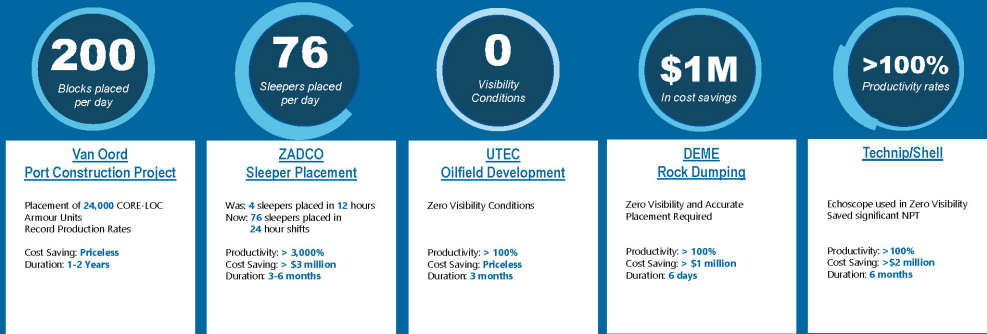 200
Blocks placed
per day
76
Sleepers placed
per day
0
Visibility
Conditions
$1M
In cost savings
>100%
Productivity rates
Van Oord
Port Construction Project
Placement of 24,000 CORE-LOC
Armour Units
Record Production Rates
Cost Saving: Priceless
Duration: 1-2 Years
ZADCO
Sleeper Placement
Was: 4 sleepers placed in 12 hours
Now: 76 sleepers placed in
24 hour shifts
Productivity: > 3,000%
Cost Saving: > $3 million
Duration: 3-6 months
UTEC
Oilfield Development
Zero Visibility Conditions
Productivity: > 100%
Cost Saving: Priceless
Duration: 3 months
DEME
Rock Dumping
Zero Visibility and Accurate
Placement Required
Productivity: > 100%
Cost Saving: > $1 million
Duration: 6 days
Technip/Shell
Echoscope used in Zero Visibility
Saved significant NPT
Productivity: >100%
Cost Saving: >$2 million
Duration: 6 months